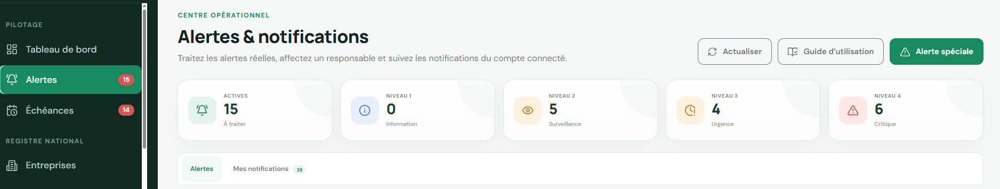 PILOTAGE
Tableau de bord
Alertes 15
Échéances 14
REGISTRE NATIONAL
Entreprises
CENTRE OPÉRATIONNEL
Alertes & notifications
Traitez les alertes réelles, affectez un responsable et suivez les notifications du compte connecté.
Actualiser
Guide d’utilisation
Alerte spéciale
ACTIVES
15
À traiter
NIVEAU 1
0
Information
NIVEAU 2
5
Surveillance
NIVEAU 3
4
Urgence
NIVEAU 4
6
Critique
Alertes
Mes notifications 29